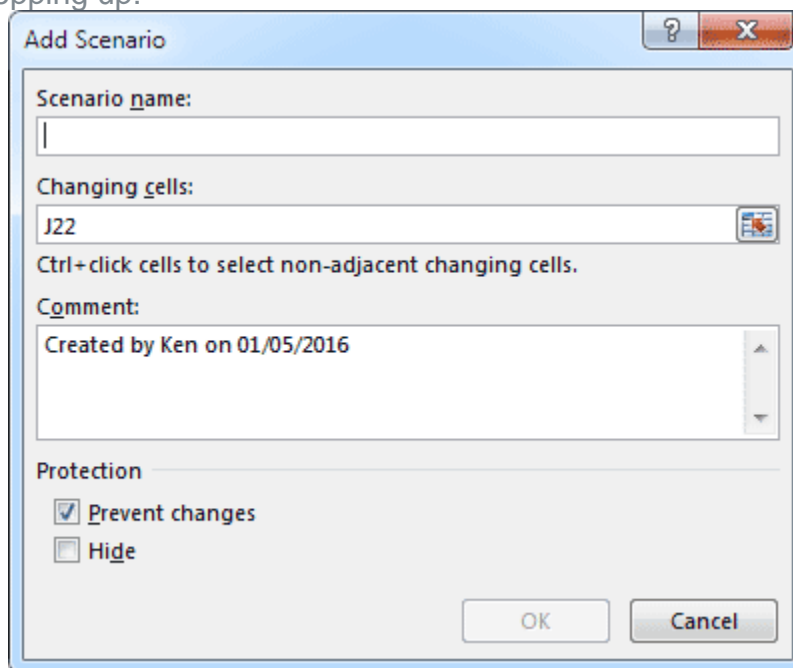 Add Scenario
Scenario name:
Changing cells:
J22
Ctrl+click cells to select non-adjacent changing cells.
Comment:
Created by Ken on 01/05/2016
Protection
Prevent changes
Hide
OK
Cancel